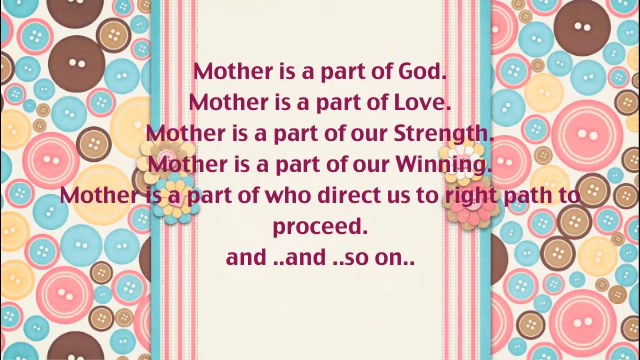 Mother is a part of God.
Mother is a part of Love.
Mother is a part of our Strength.
Mother is a part of our Winning.
Mother is a part of who direct us to right path to
proceed.
and ..and ..so on..